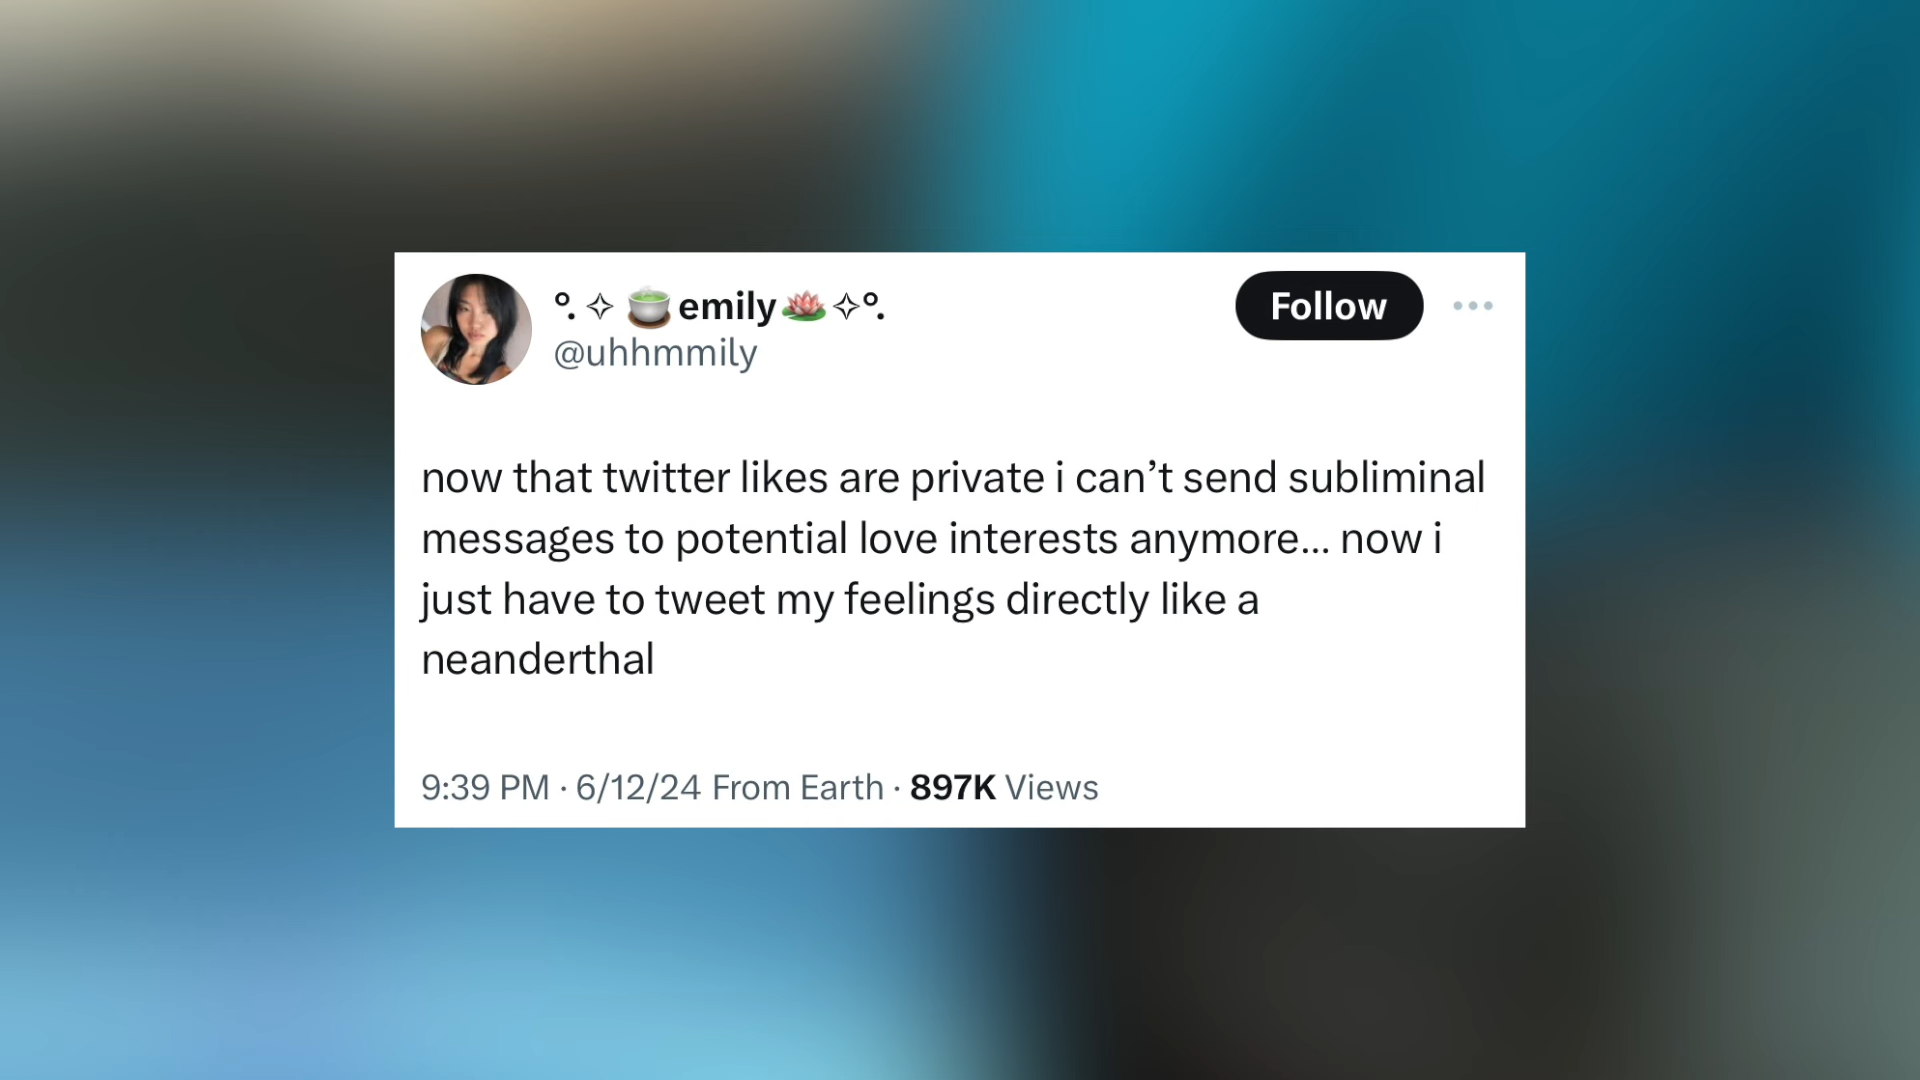 °. ✧ 🍵emily🪷✧°.
Follow
@uhhmmily
now that twitter likes are private i can’t send subliminal
messages to potential love interests anymore... now i
just have to tweet my feelings directly like a
neanderthal
9:39 PM · 6/12/24 From Earth · 897K Views